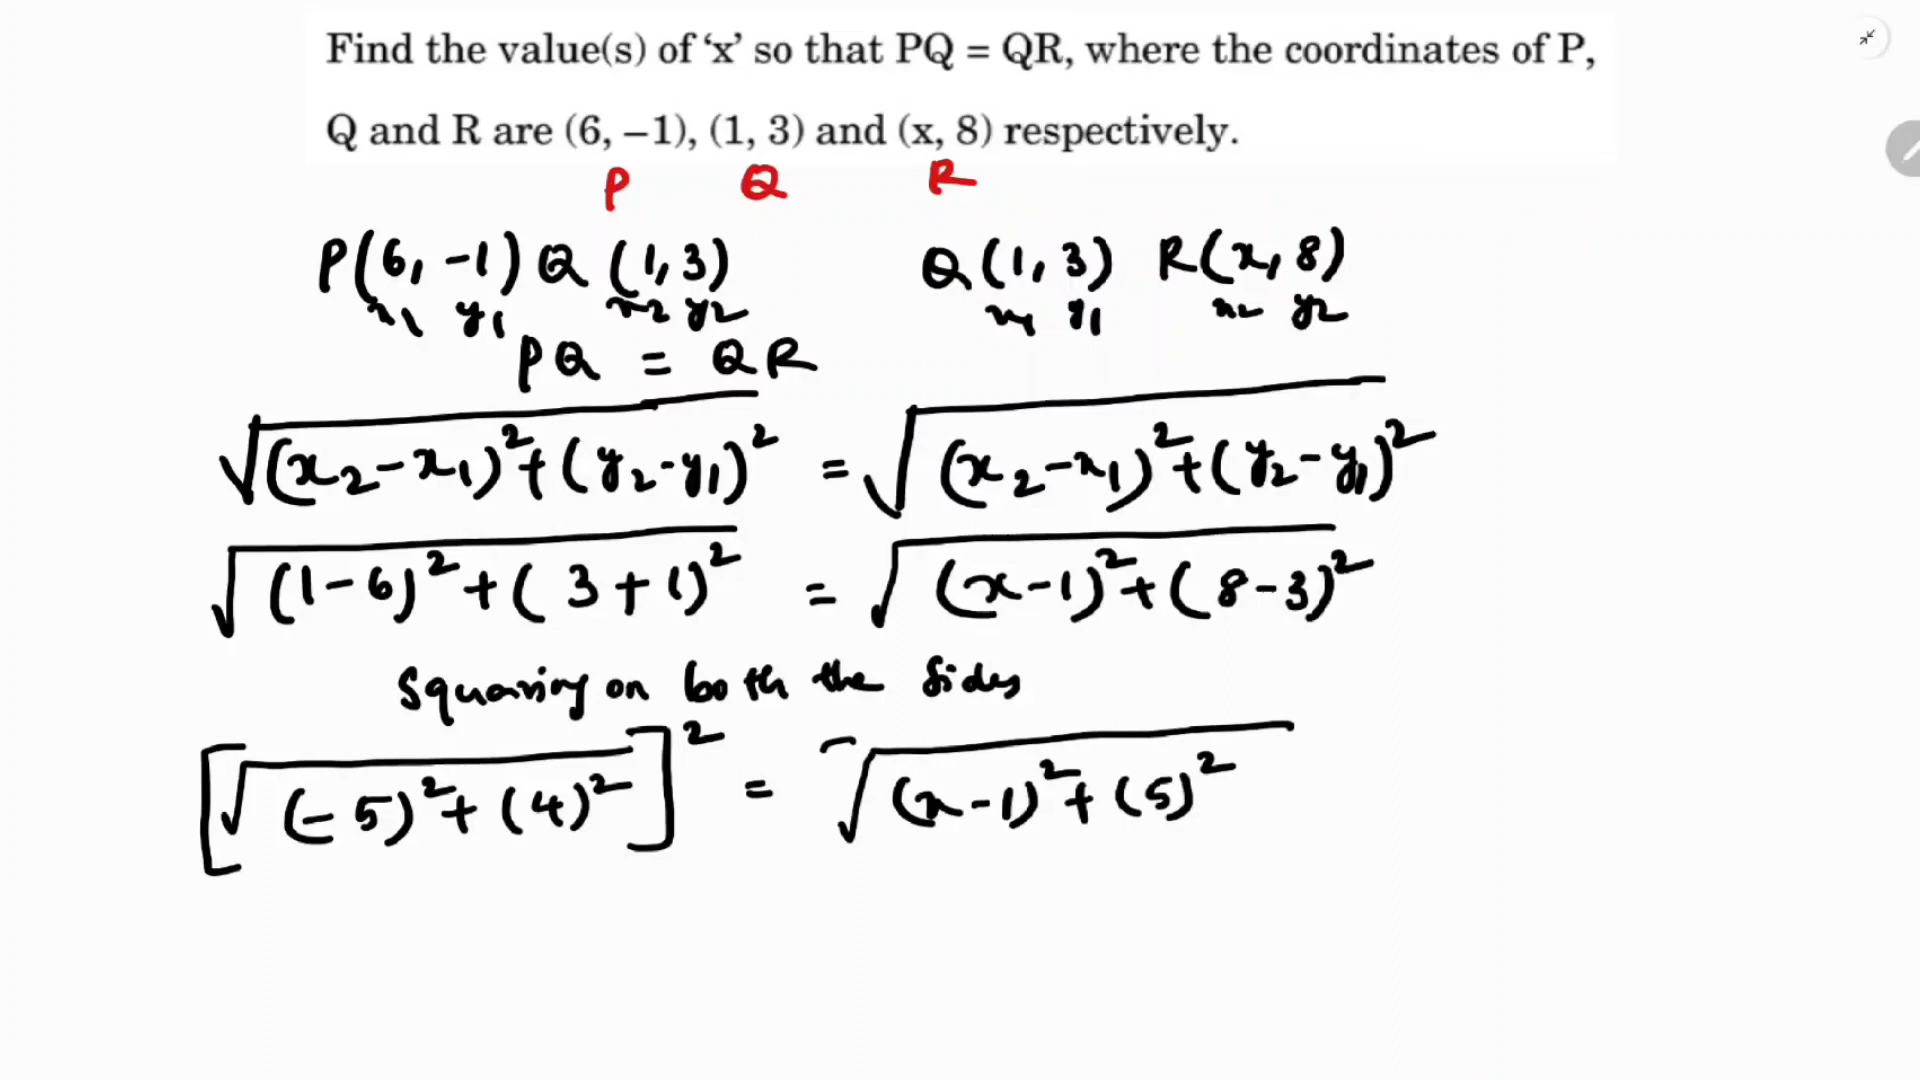 Find the value(s) of ‘x’ so that PQ = QR, where the coordinates of P,
Q and R are (6, −1), (1, 3) and (x, 8) respectively.
P Q R
P(6, -1) Q (1, 3) Q (1, 3) R(x, 8)
x₁ y₁ x₂ y₂ x₁ y₁ x₂ y₂
PQ = QR
√(x₂-x₁)²+(y₂-y₁)² = √(x₂-x₁)²+(y₂-y₁)²
√(1-6)²+(3+1)² = √(x-1)²+(8-3)²
Squaring on both the sides
[√(-5)²+(4)²]² = √(x-1)²+(5)²